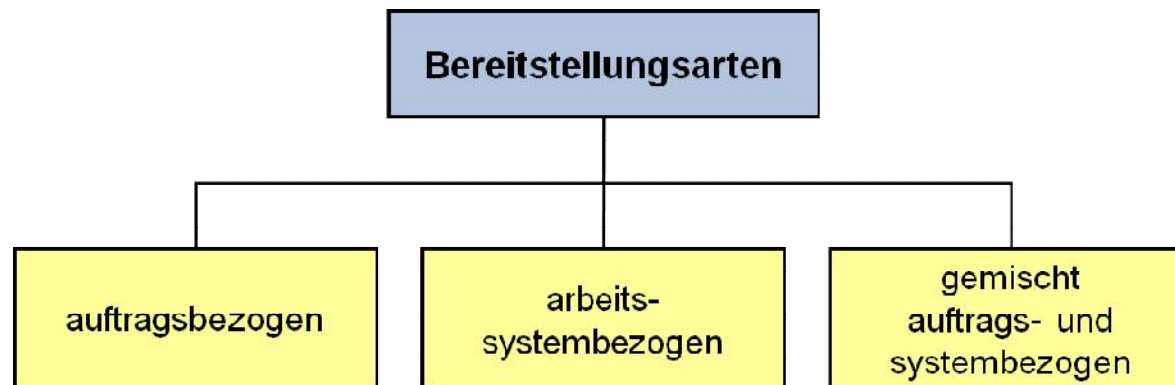 Bereitstellungsarten
auftragsbezogen
arbeits-
systembezogen
gemischt
auftrags- und
systembezogen